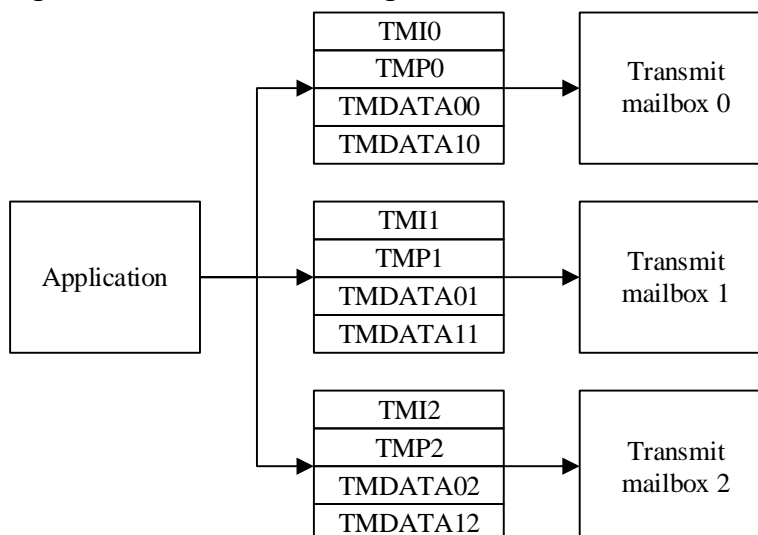 TMI0
TMP0
TMDATA00
TMDATA10
Transmit
mailbox 0
Application
TMI1
TMP1
TMDATA01
TMDATA11
Transmit
mailbox 1
TMI2
TMP2
TMDATA02
TMDATA12
Transmit
mailbox 2